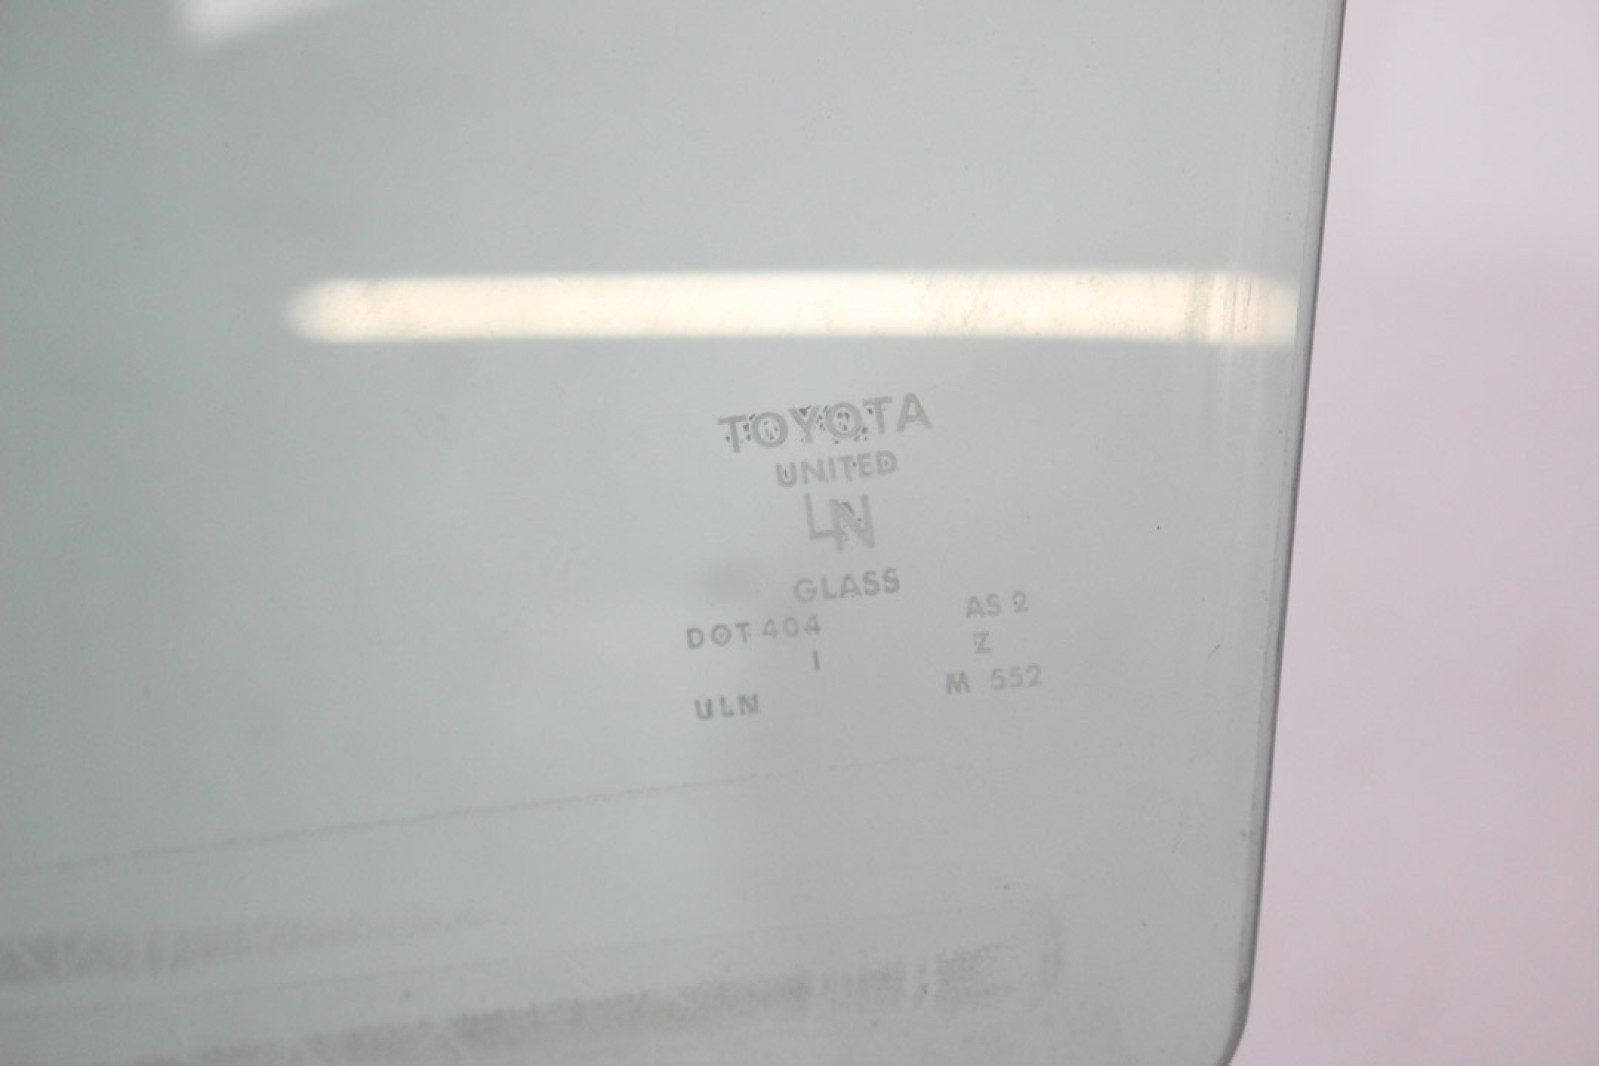 TOYOTA
UNITED
LN
GLASS
DOT 404 AS 2
I Z
ULN M 552